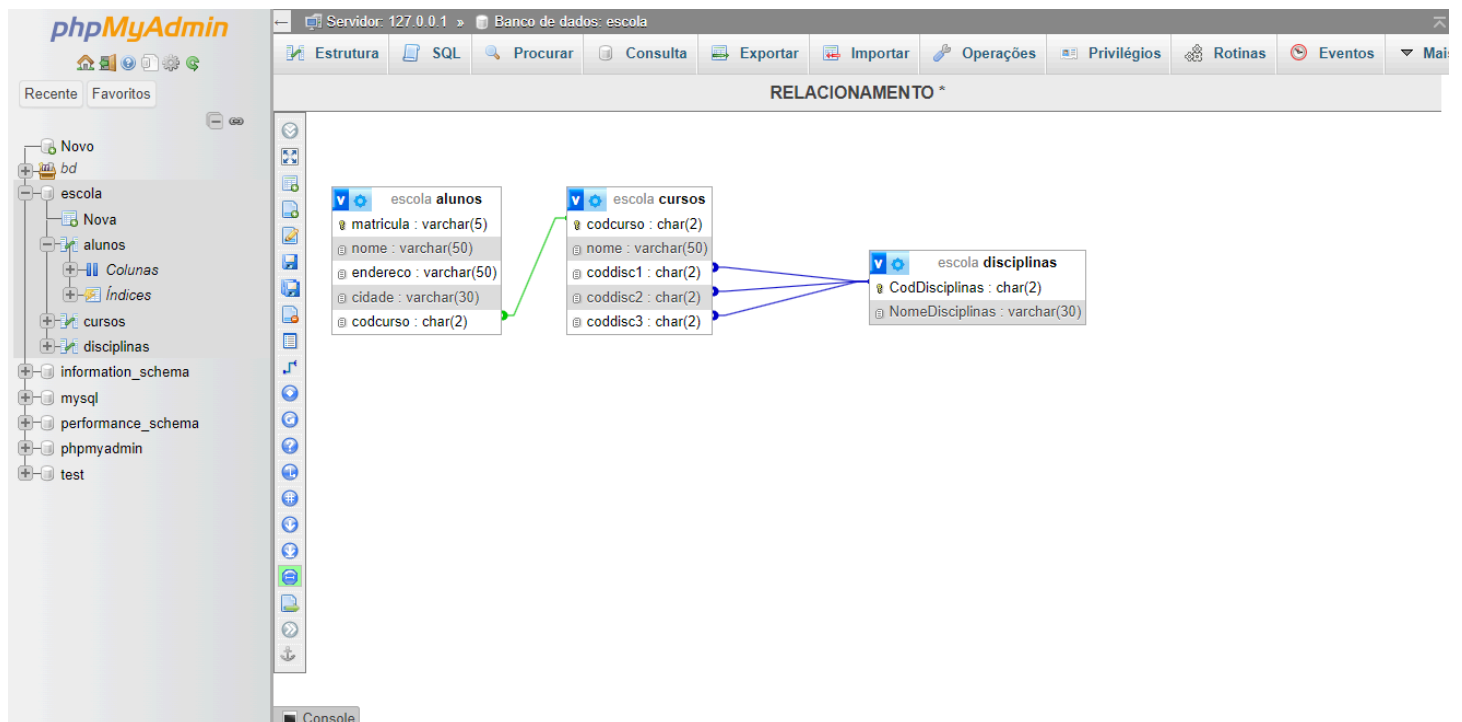 phpMyAdmin
Recente Favoritos
Novo
bd
escola
Nova
alunos
Colunas
Índices
cursos
disciplinas
information_schema
mysql
performance_schema
phpmyadmin
test
Servidor: 127.0.0.1 » Banco de dados: escola
Estrutura SQL Procurar Consulta Exportar Importar Operações Privilégios Rotinas Eventos Mais
RELACIONAMENTO *
v escola alunos
matricula : varchar(5)
nome : varchar(50)
endereco : varchar(50)
cidade : varchar(30)
codcurso : char(2)
v escola cursos
codcurso : char(2)
nome : varchar(50)
coddisc1 : char(2)
coddisc2 : char(2)
coddisc3 : char(2)
v escola disciplinas
CodDisciplinas : char(2)
NomeDisciplinas : varchar(30)
Console